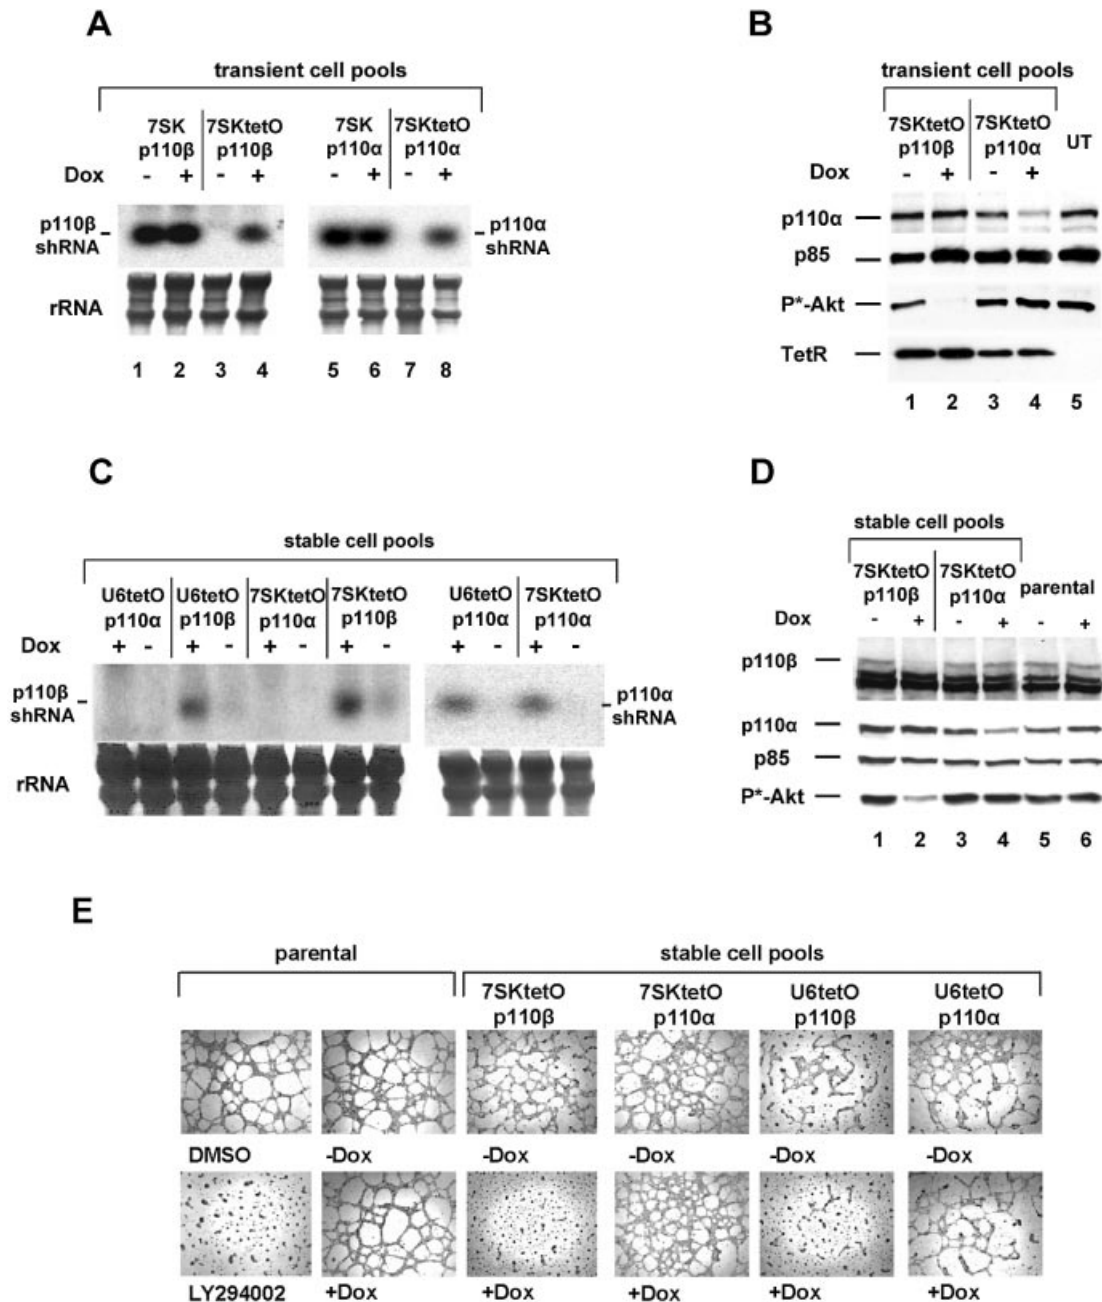 A
transient cell pools
7SK 7SKtetO 7SK 7SKtetO
p110β p110β p110α p110α
Dox - + - + - + - +
p110β shRNA
p110α shRNA
rRNA
1 2 3 4 5 6 7 8
B
transient cell pools
7SKtetO 7SKtetO
p110β p110α UT
Dox - + - +
p110α
p85
P*-Akt
TetR
1 2 3 4 5
C
stable cell pools
U6tetO U6tetO 7SKtetO 7SKtetO U6tetO 7SKtetO
p110α p110β p110α p110β p110α p110α
Dox + - + - + - + - + - + -
p110β shRNA
p110α shRNA
rRNA
D
stable cell pools
7SKtetO 7SKtetO
p110β p110α parental
Dox - + - + - +
p110β
p110α
p85
P*-Akt
1 2 3 4 5 6
E
parental stable cell pools
7SKtetO 7SKtetO U6tetO U6tetO
p110β p110α p110β p110α
DMSO -Dox -Dox -Dox -Dox -Dox
LY294002 +Dox +Dox +Dox +Dox +Dox